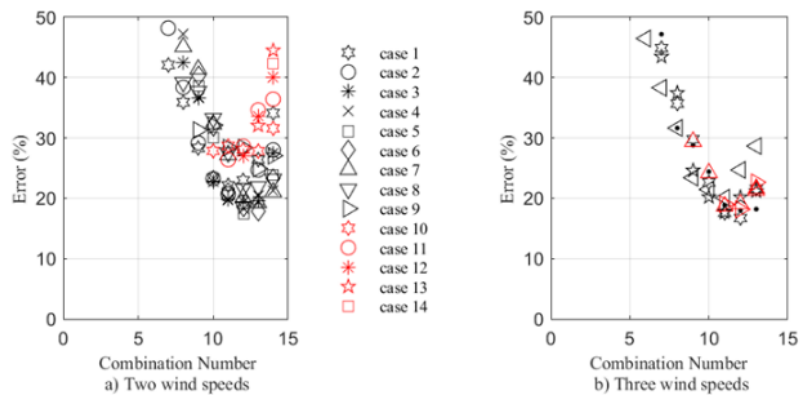 50
40
30
20
10
0
Error (%)
0
5
10
15
Combination Number
a) Two wind speeds
case 1
case 2
case 3
case 4
case 5
case 6
case 7
case 8
case 9
case 10
case 11
case 12
case 13
case 14
50
40
30
20
10
0
Error (%)
0
5
10
15
Combination Number
b) Three wind speeds